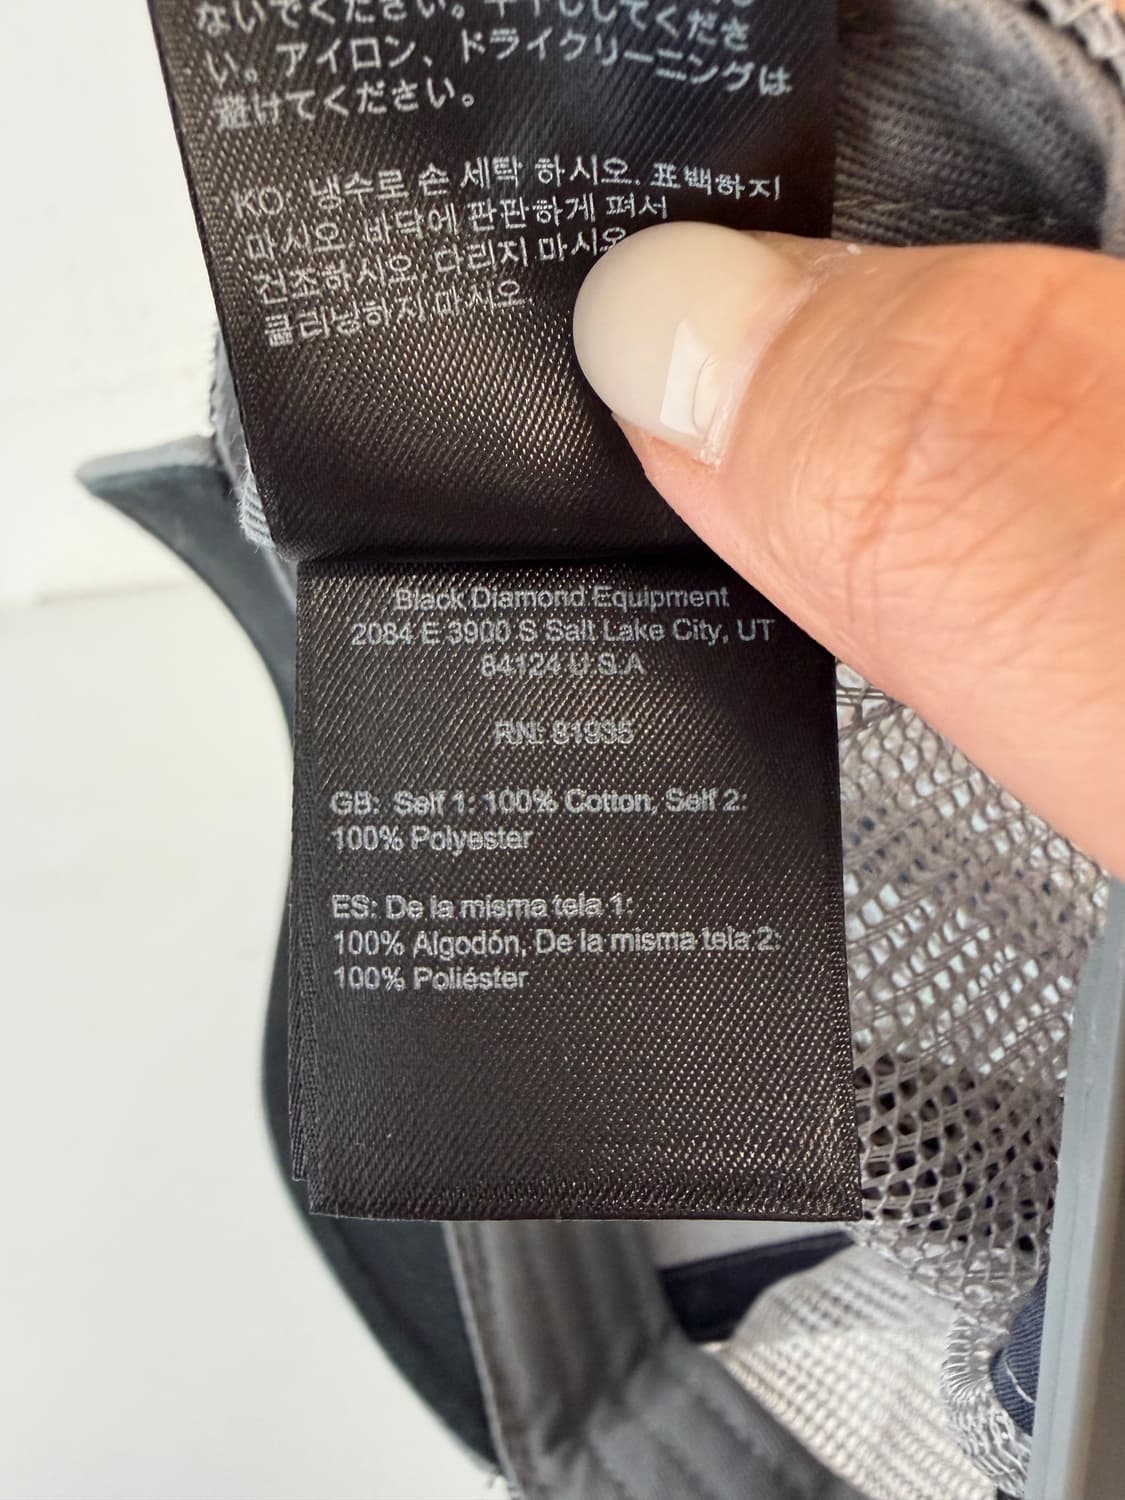 ないでください。平干ししてくださ
い。アイロン、ドライクリーニングは
避けてください。
KO: 냉수로 손 세탁 하시오. 표백하지
마시오. 바닥에 판판하게 펴서
건조하시오. 다리지 마시오
클리닝하지 마시오.
Black Diamond Equipment
2084 E 3900 S Salt Lake City, UT
84124 U.S.A
RN: 81935
GB: Self 1: 100% Cotton, Self 2:
100% Polyester
ES: De la misma tela 1:
100% Algodón, De la misma tela 2:
100% Poliéster